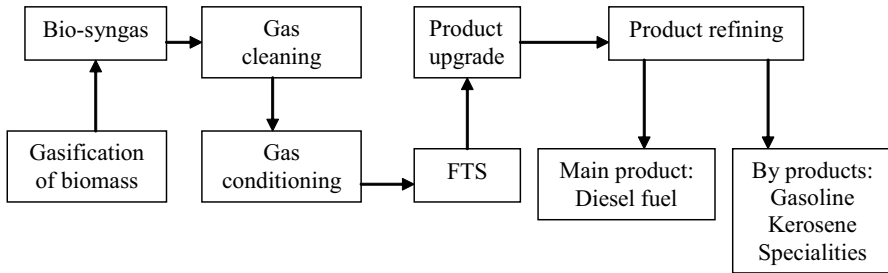 Bio-syngas
Gas
cleaning
Product
upgrade
Product refining
Gasification
of biomass
Gas
conditioning
FTS
Main product:
Diesel fuel
By products:
Gasoline
Kerosene
Specialities